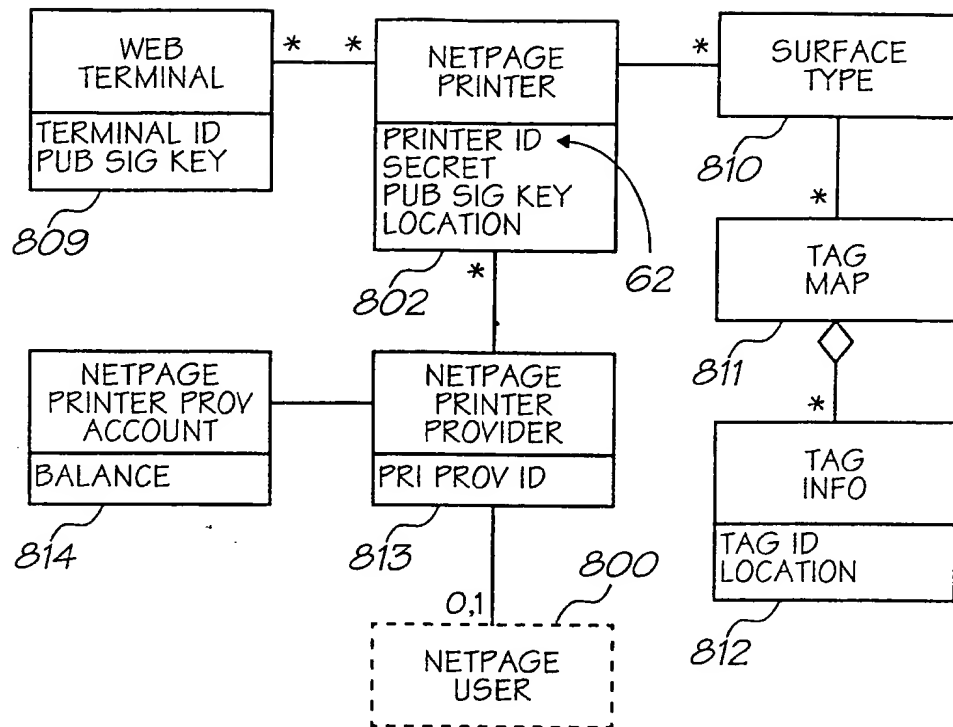 WEB
TERMINAL
TERMINAL ID
PUB SIG KEY
809
* *
NETPAGE
PRINTER
PRINTER ID
SECRET
PUB SIG KEY
LOCATION
802
62
*
*
SURFACE
TYPE
810
*
TAG
MAP
811
*
TAG
INFO
TAG ID
LOCATION
812
NETPAGE
PRINTER PROV
ACCOUNT
BALANCE
814
NETPAGE
PRINTER
PROVIDER
PRI PROV ID
813
800
0,1
NETPAGE
USER